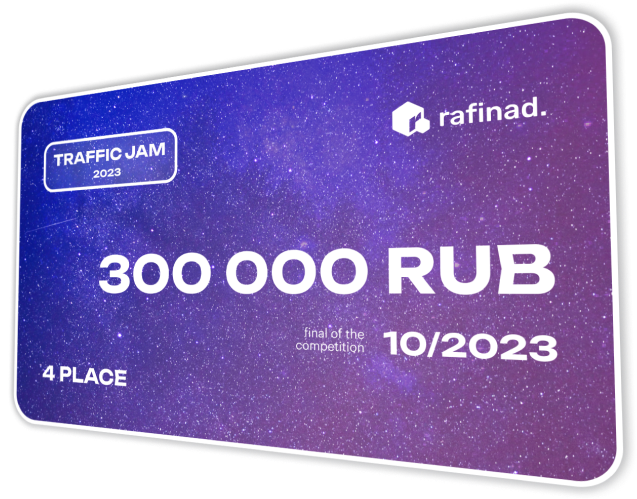 rafinad.
TRAFFIC JAM
2023
300 000 RUB
final of the
competition
10/2023
4 PLACE